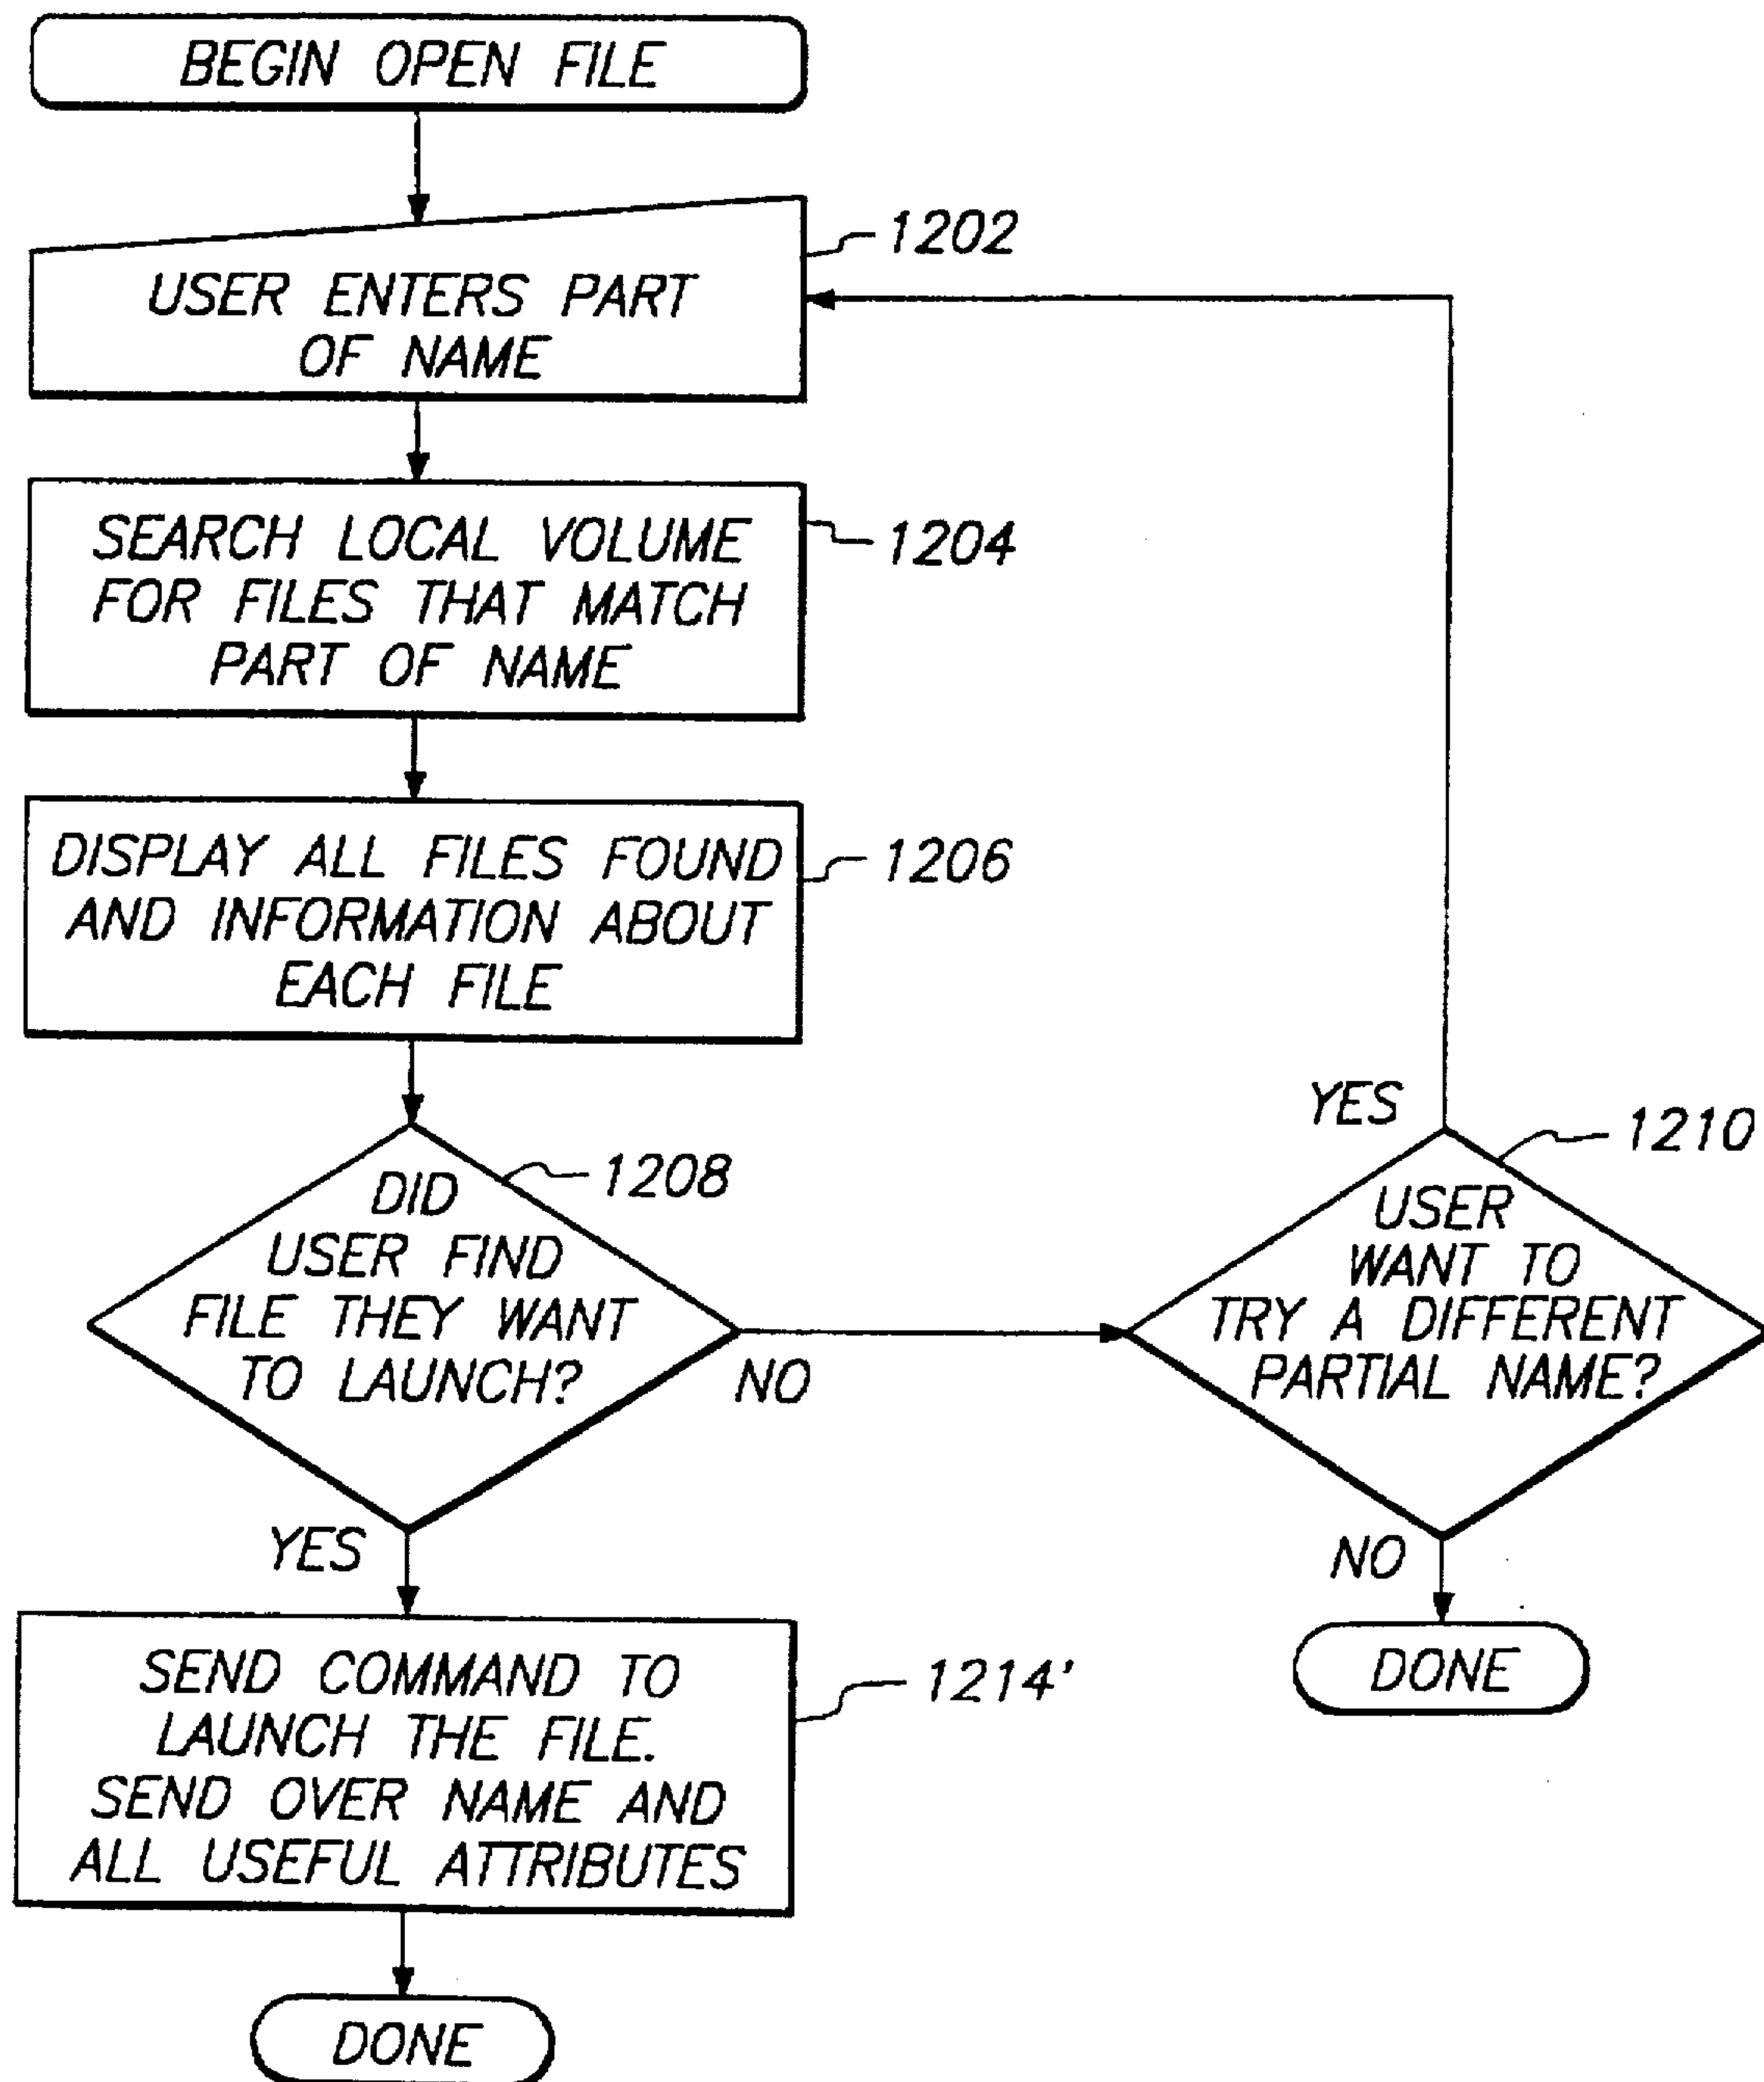 BEGIN OPEN FILE
1202
USER ENTERS PART
OF NAME
SEARCH LOCAL VOLUME
FOR FILES THAT MATCH
PART OF NAME
1204
DISPLAY ALL FILES FOUND
AND INFORMATION ABOUT
EACH FILE
1206
DID
USER FIND
FILE THEY WANT
TO LAUNCH?
1208
NO
YES
YES
1210
USER
WANT TO
TRY A DIFFERENT
PARTIAL NAME?
NO
DONE
SEND COMMAND TO
LAUNCH THE FILE.
SEND OVER NAME AND
ALL USEFUL ATTRIBUTES
1214'
DONE